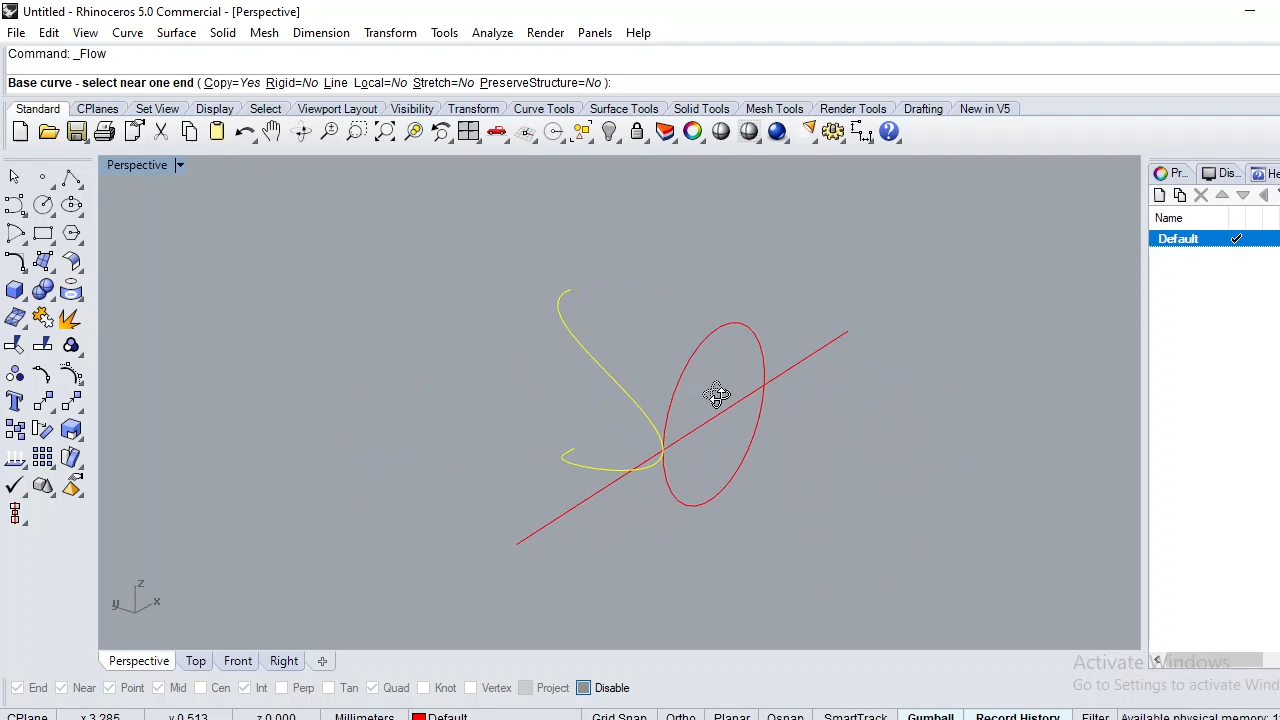 Untitled - Rhinoceros 5.0 Commercial - [Perspective]
File Edit View Curve Surface Solid Mesh Dimension Transform Tools Analyze Render Panels Help
Command: _Flow
Base curve - select near one end ( Copy=Yes Rigid=No Line Local=No Stretch=No PreserveStructure=No ):
Standard CPlanes Set View Display Select Viewport Layout Visibility Transform Curve Tools Surface Tools Solid Tools Mesh Tools Render Tools Drafting New in V5
Perspective
Pr... Dis... He
Name
Default
z
y x
Perspective Top Front Right
Activate Windows
Go to Settings to activate Wind
End Near Point Mid Cen Int Perp Tan Quad Knot Vertex Project Disable
CPlane x 3.285 y 0.513 z 0.000 Millimeters Default Grid Snap Ortho Planar Osnap SmartTrack Gumball Record History Filter Available physical memory